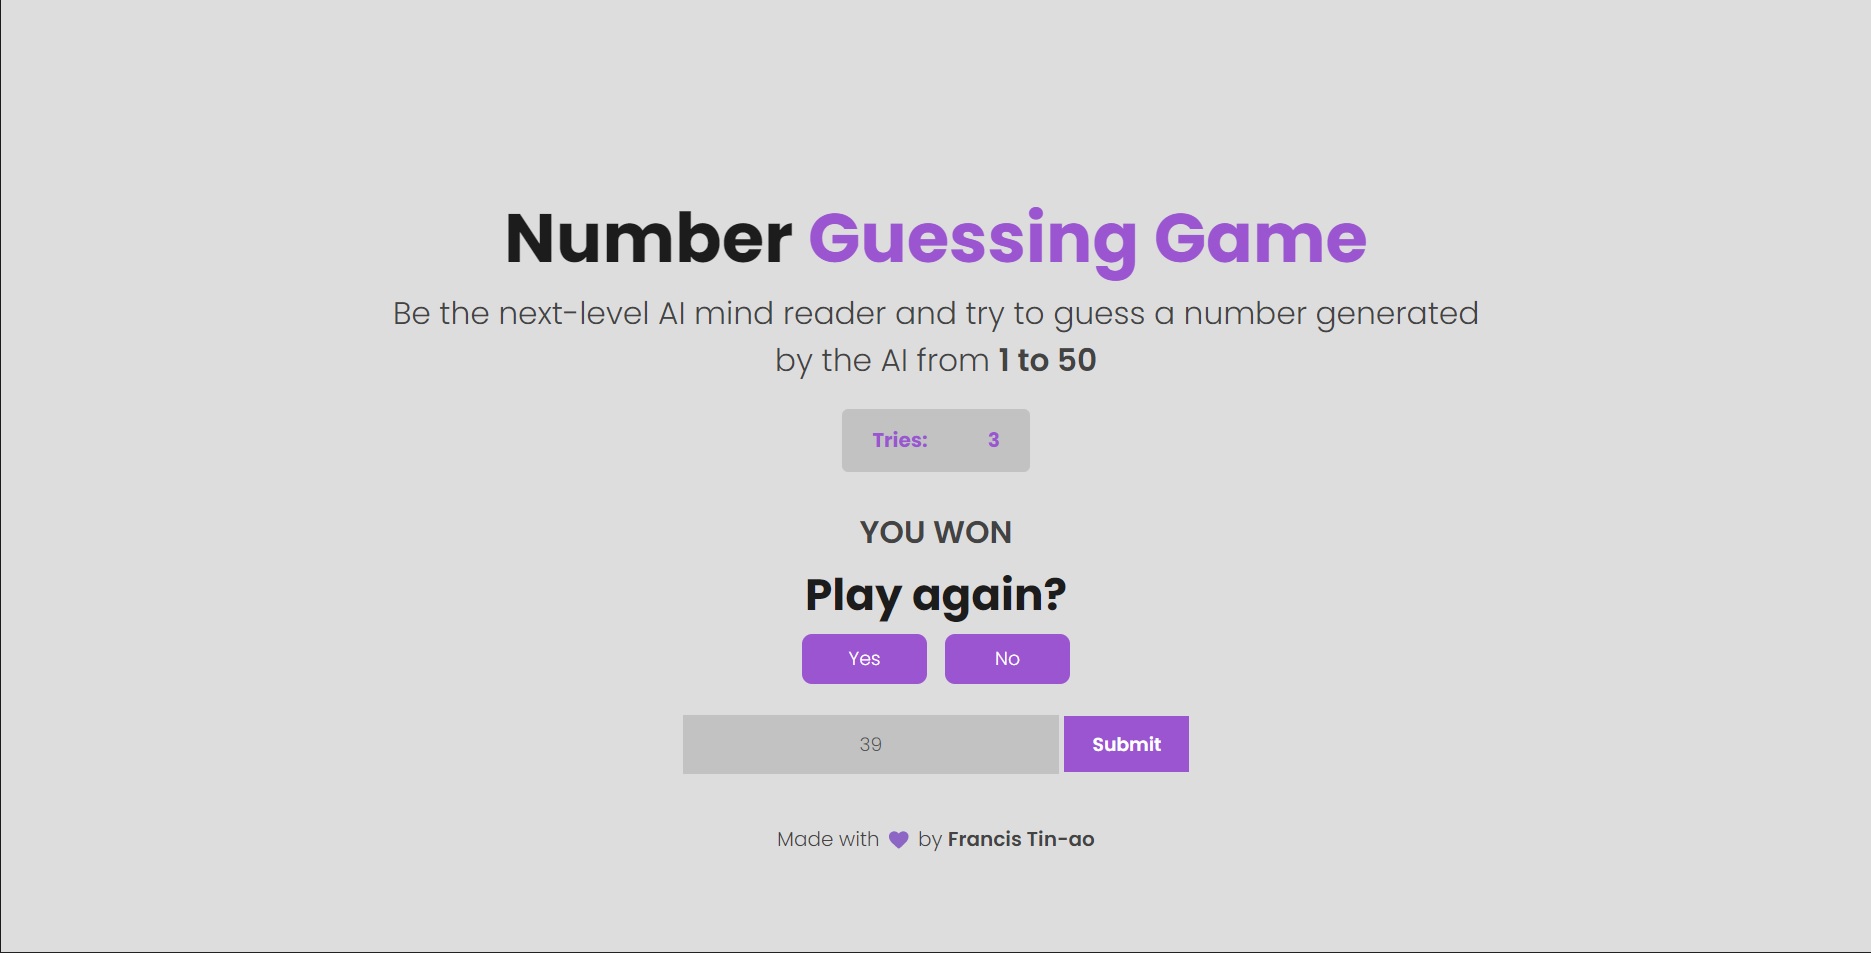 Number Guessing Game
Be the next-level AI mind reader and try to guess a number generated
by the AI from 1 to 50
Tries: 3
YOU WON
Play again?
Yes No
39 Submit
Made with 💜 by Francis Tin-ao